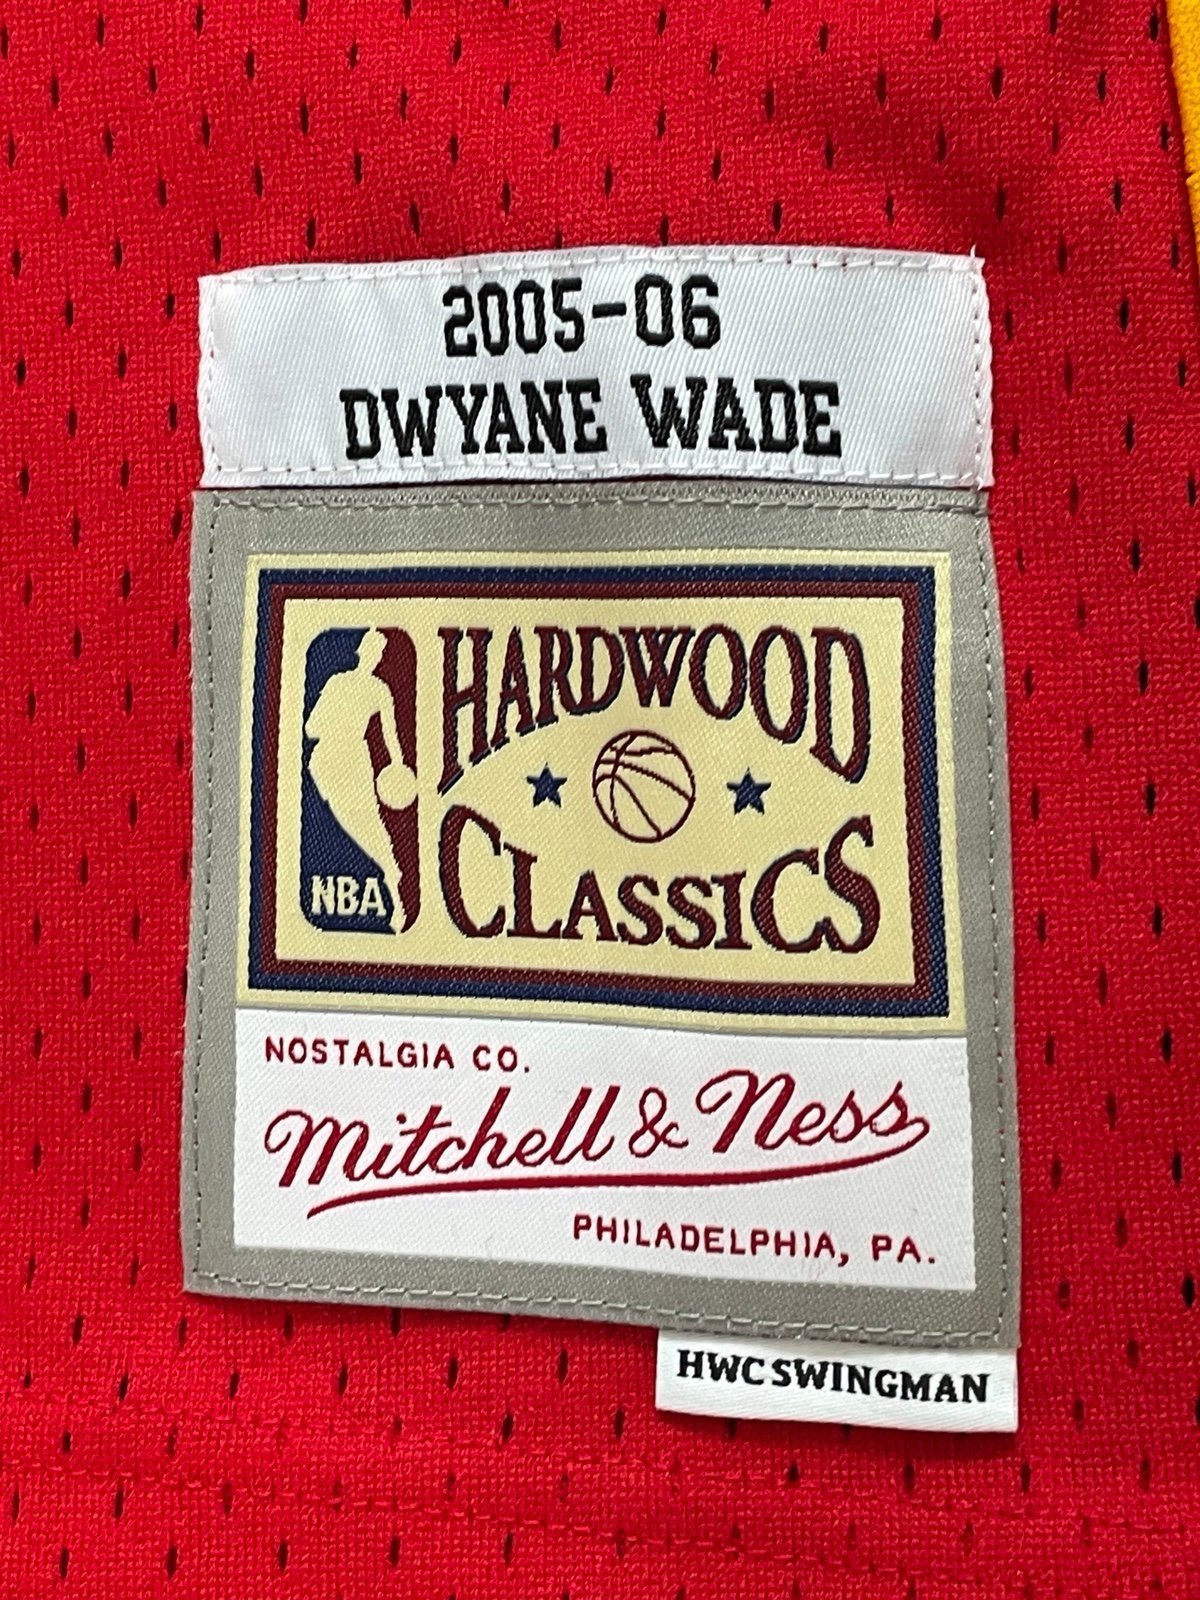 2005-06
DWYANE WADE
HARDWOOD
CLASSICS
NBA
NOSTALGIA CO.
Mitchell & Ness
PHILADELPHIA, PA.
HWC SWINGMAN